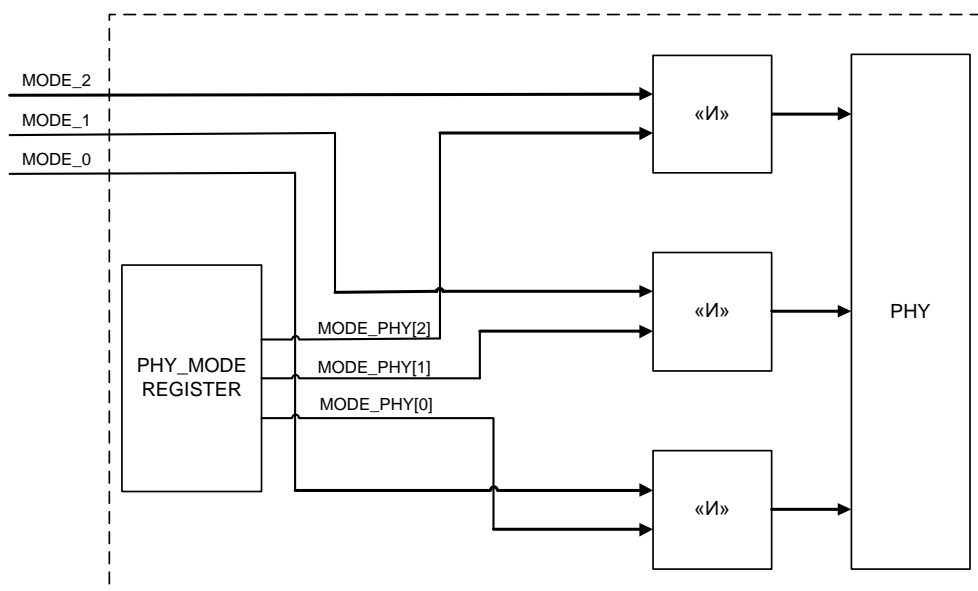 MODE_2
MODE_1
MODE_0
«И»
«И»
PHY
MODE_PHY[2]
MODE_PHY[1]
MODE_PHY[0]
PHY_MODE
REGISTER
«И»